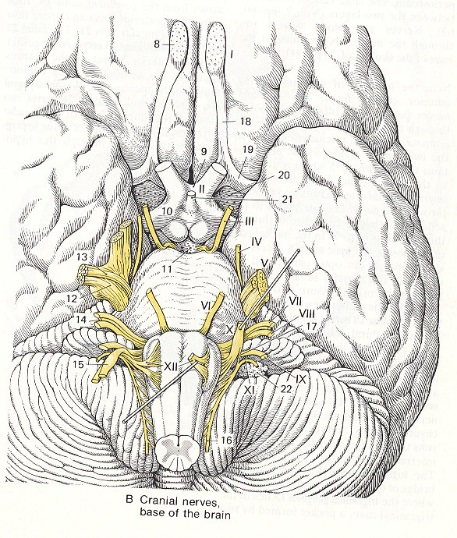 8
I
18
9
19
20
II
21
10
III
IV
11
13
V
12
VII
VI
VIII
14
X
17
15
XII
IX
XI
22
16
B Cranial nerves,
base of the brain